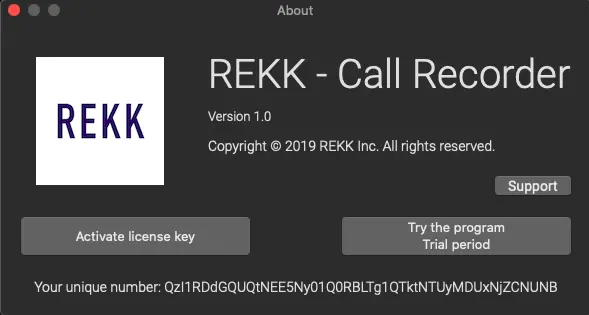 About
REKK
REKK - Call Recorder
Version 1.0
Copyright © 2019 REKK Inc. All rights reserved.
Support
Activate license key
Try the program
Trial period
Your unique number: QzI1RDdGQUQtNEE5Ny01Q0RBLTg1QTktNTUyMDUxNjZCNUNB